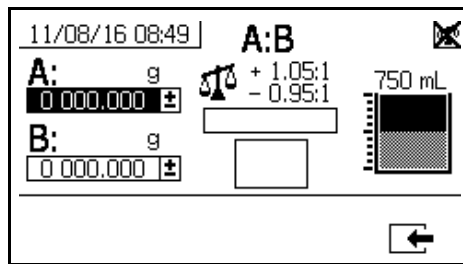 11/08/16 08:49
A:B
A: g
0 000.000 ±
+ 1.05:1
- 0.95:1
750 mL
B: g
0 000.000 ±